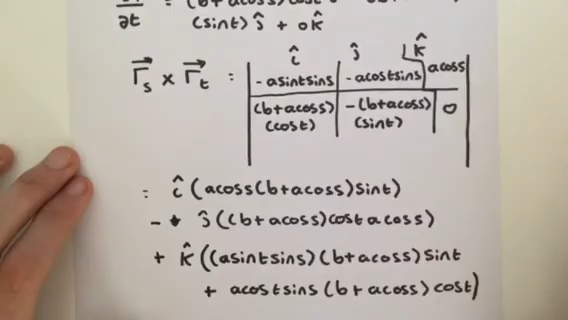 ∂t = (b+acoss)cost
(sint)ĵ + 0k̂
î ĵ k̂
r⃗s × r⃗t : -asintsins -acostsins acoss
(b+acoss) -(b+acoss) 0
(cost) (sint)
= î(acoss(b+acoss)sint)
- ĵ((b+acoss)costacoss)
+ k̂((asintsins)(b+acoss)sint
+ acostsins(b+acoss)cost)